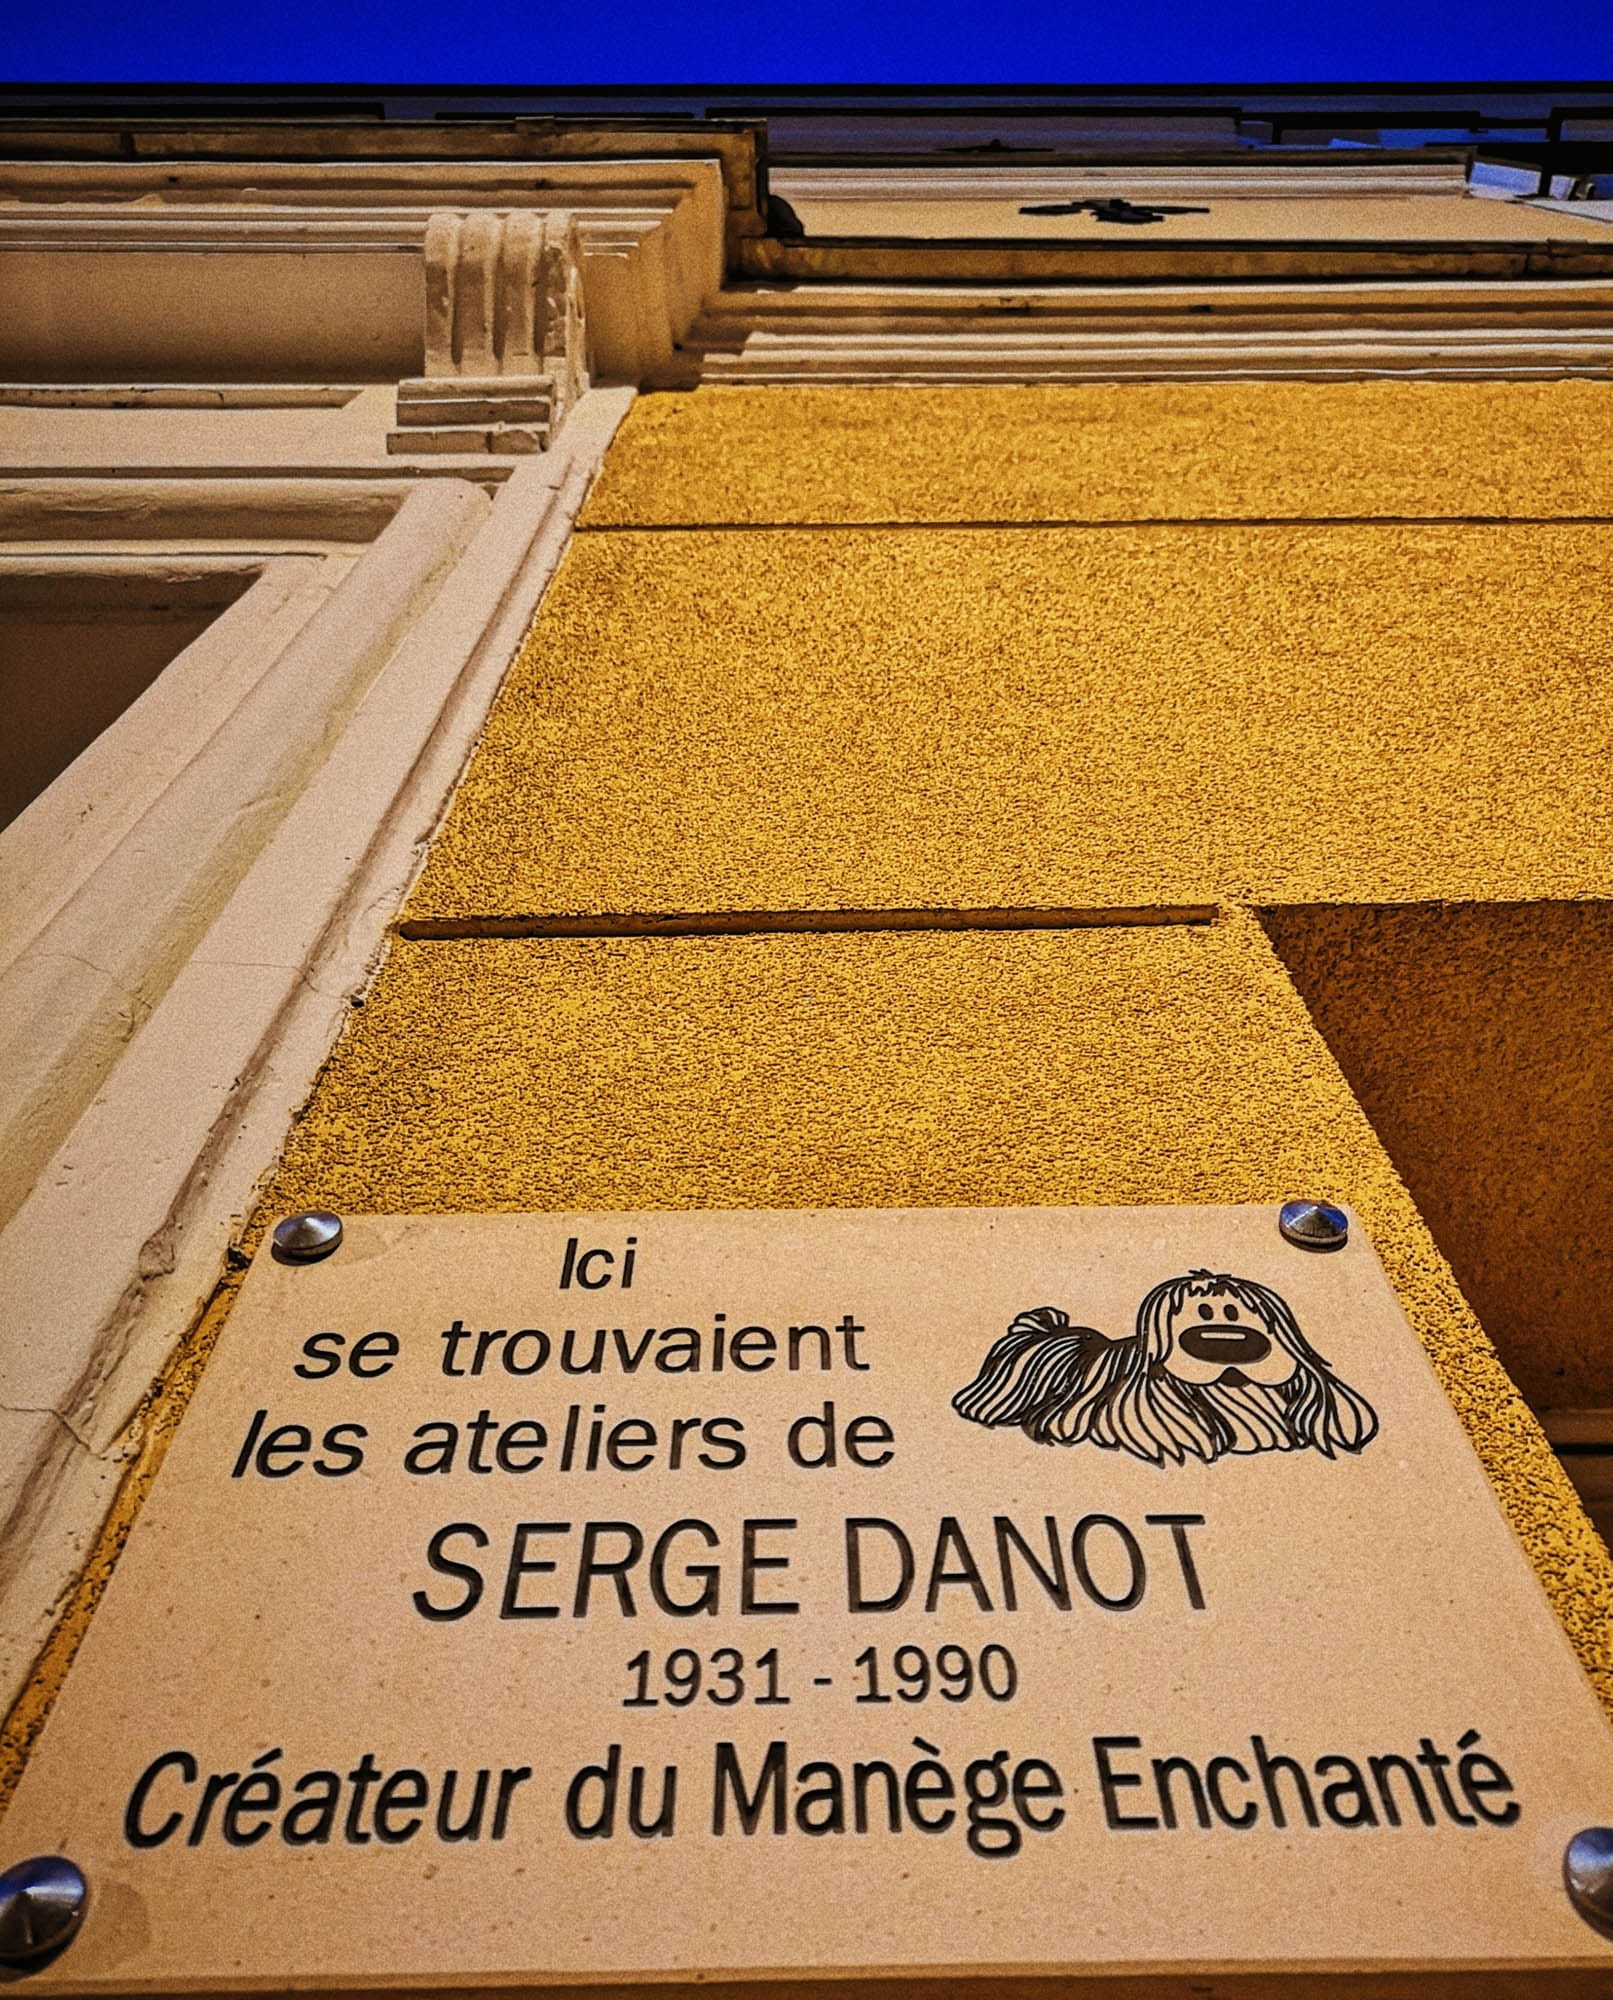 Ici
se trouvaient
les ateliers de
SERGE DANOT
1931 - 1990
Créateur du Manège Enchanté